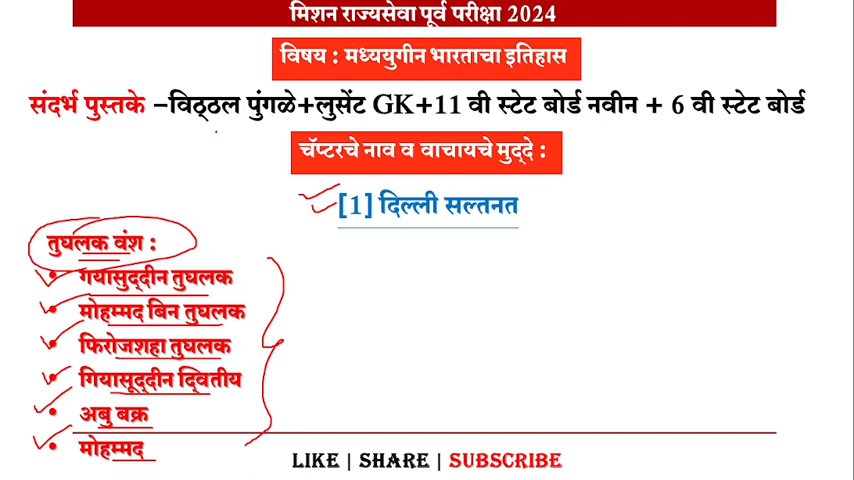 मिशन राज्यसेवा पूर्व परीक्षा 2024
विषय : मध्ययुगीन भारताचा इतिहास
संदर्भ पुस्तके –विठ्ठल पुंगळे+लुसेंट GK+11 वी स्टेट बोर्ड नवीन + 6 वी स्टेट बोर्ड
चॅप्टरचे नाव व वाचायचे मुद्दे :
[1] दिल्ली सल्तनत
तुघलक वंश :
• गयासुद्दीन तुघलक
• मोहम्मद बिन तुघलक
• फिरोजशहा तुघलक
• गियासूद्दीन द्वितीय
• अबु बक्र
• मोहम्मद
LIKE | SHARE | SUBSCRIBE